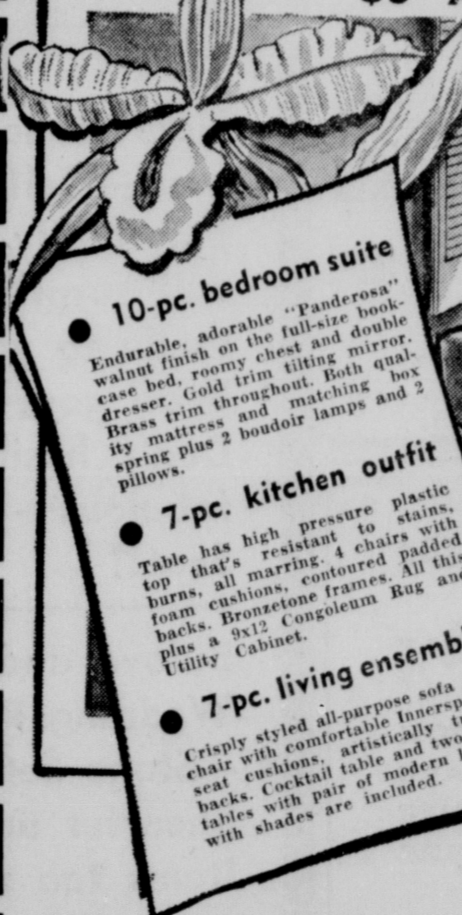 10-pc. bedroom suite
Endurable, adorable "Panderosa"
walnut finish on the full-size book-
case bed, roomy chest and double
dresser. Gold trim tilting mirror.
Brass trim throughout. Both qual-
ity mattress and matching box
spring plus 2 boudoir lamps and 2
pillows.
7-pc. kitchen outfit
Table has high pressure plastic
top that's resistant to stains,
burns, all marring. 4 chairs with
foam cushions, contoured padded
backs. Bronzetone frames. All this
plus a 9x12 Congoleum Rug and
Utility Cabinet.
7-pc. living ensemb
Crisply styled all-purpose sofa
chair with comfortable Innersp
seat cushions, artistically
backs. Cocktail table and two
tables with pair of modern
with shades are included.